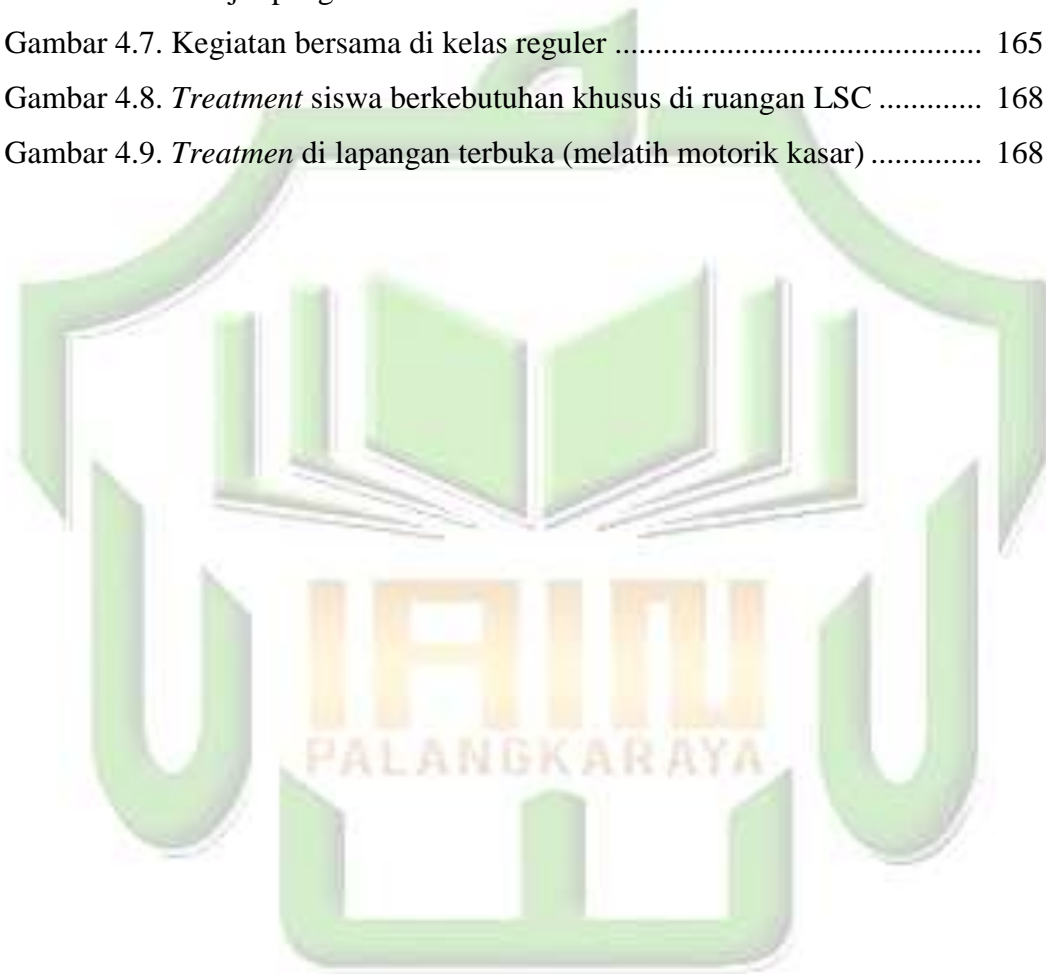 Gambar 4.7. Kegiatan bersama di kelas reguler ..................................... 165
Gambar 4.8. Treatment siswa berkebutuhan khusus di ruangan LSC ............. 168
Gambar 4.9. Treatmen di lapangan terbuka (melatih motorik kasar) ............. 168
IAIN
PALANGKARAYA